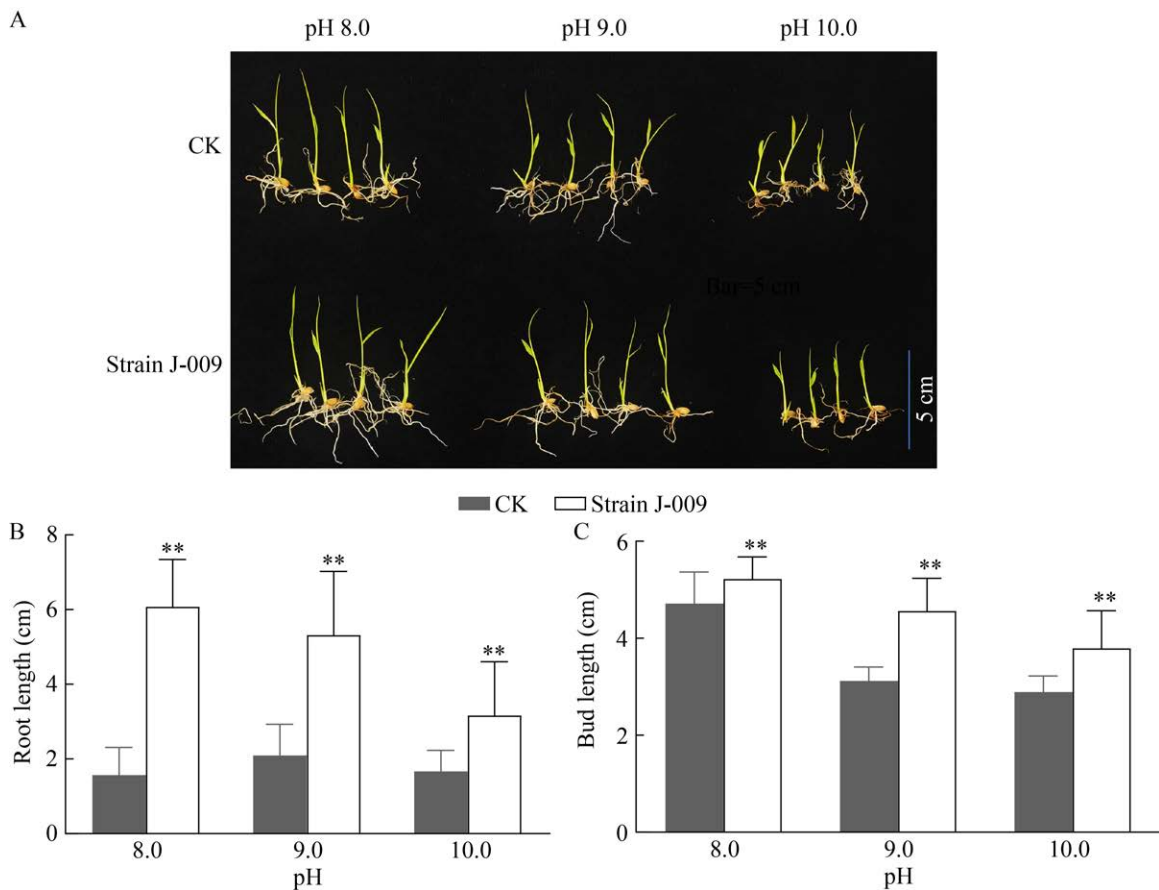 A
pH 8.0 pH 9.0 pH 10.0
CK
Bar=5 cm
Strain J-009
5 cm
CK Strain J-009
B
Root length (cm)
8
6
4
2
0
** ** **
8.0 9.0 10.0
pH
C
Bud length (cm)
6
4
2
0
** ** **
8.0 9.0 10.0
pH